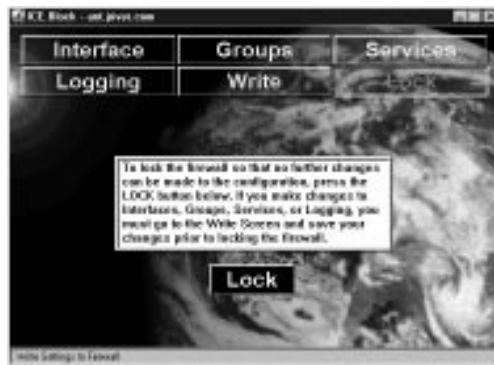 ICE Block - ant.jovus.com
Interface Groups Services
Logging Write Lock
To lock the firewall so that no further changes
can be made to the configuration, press the
LOCK button below. If you make changes to
Interfaces, Groups, Services, or Logging, you
must go to the Write Screen and save your
changes prior to locking the firewall.
Lock
Write Settings to Firewall